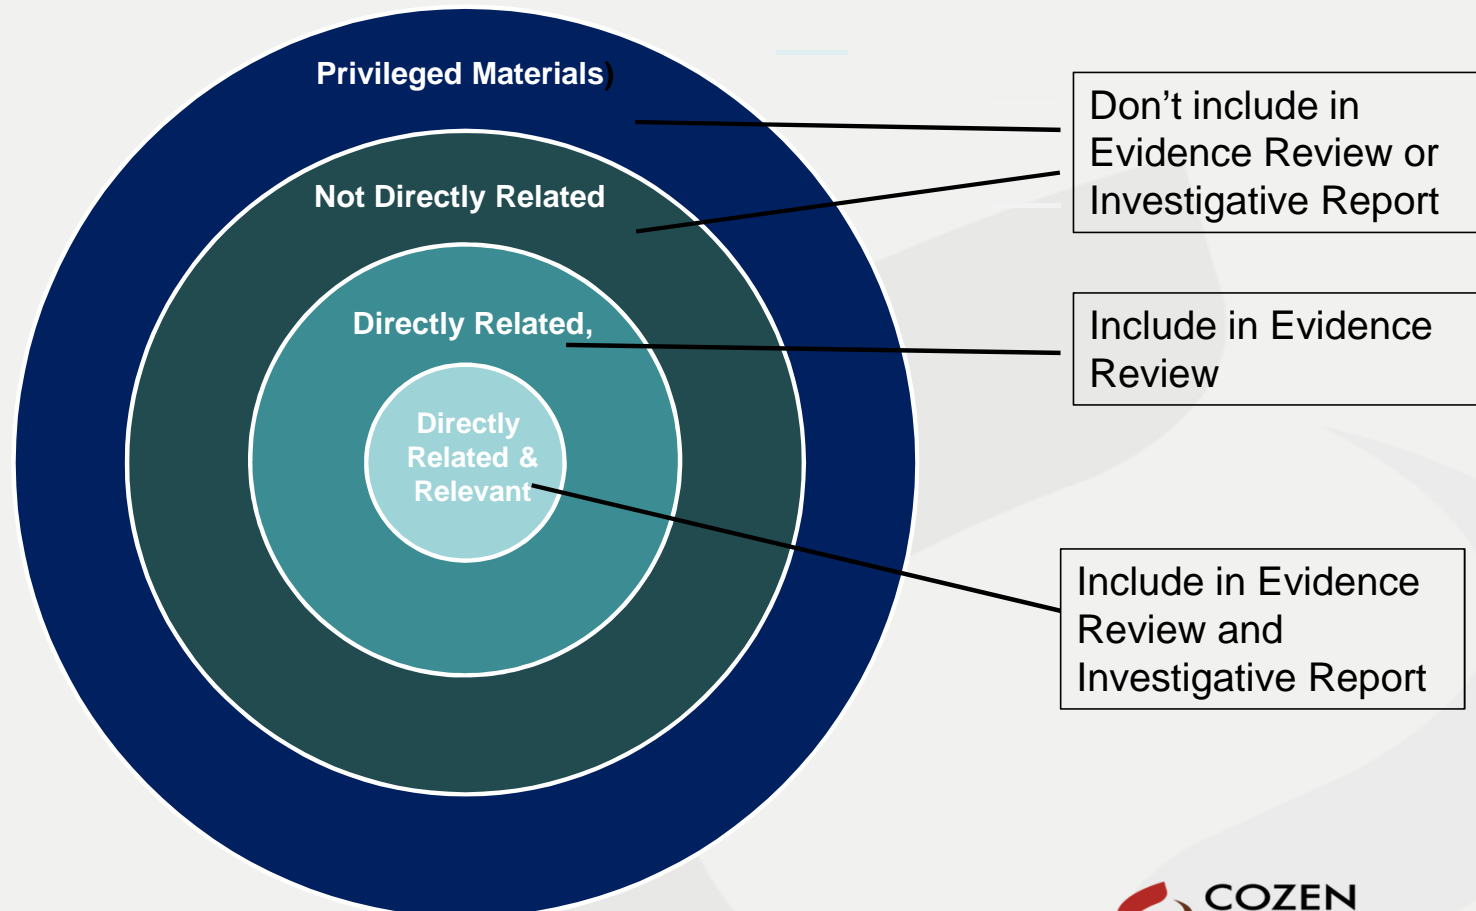 Privileged Materials)
Not Directly Related
Directly Related,
Directly
Related &
Relevant
Don’t include in
Evidence Review or
Investigative Report
Include in Evidence
Review
Include in Evidence
Review and
Investigative Report
COZEN